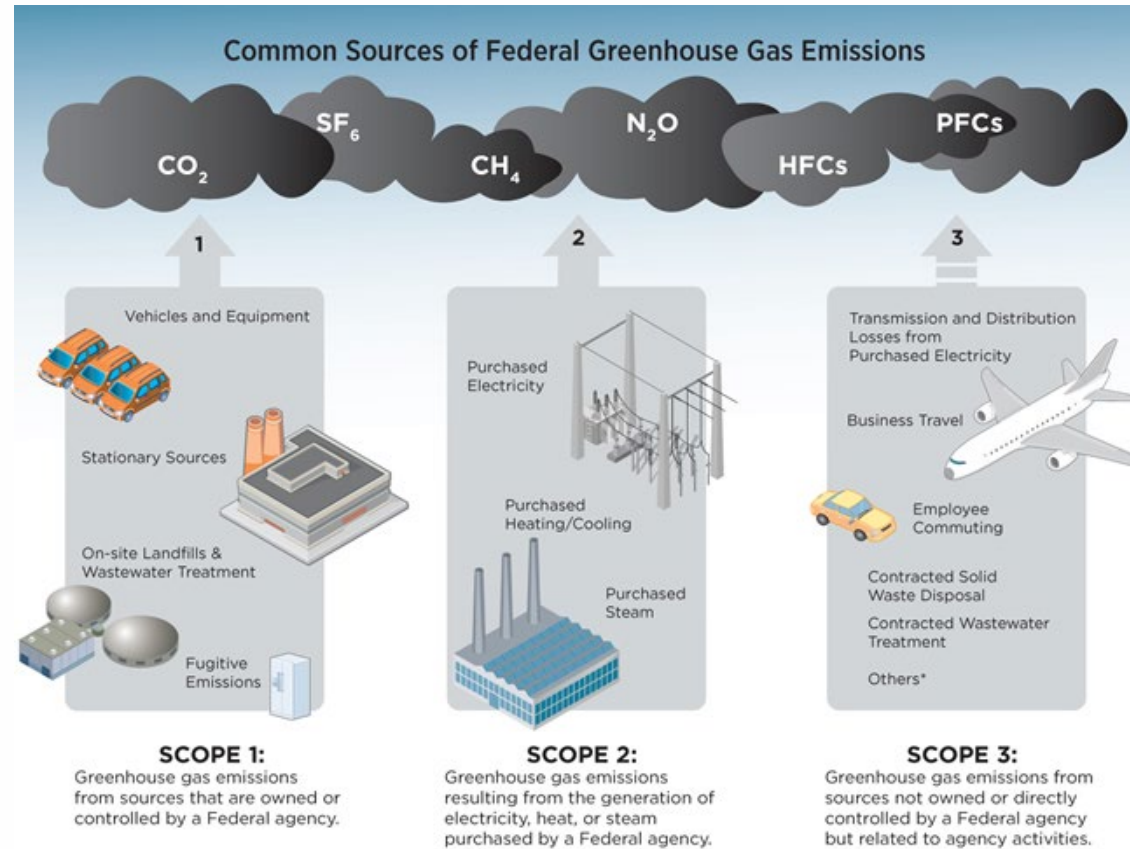 Common Sources of Federal Greenhouse Gas Emissions
CO₂
SF₆
CH₄
N₂O
HFCs
PFCs
1
Vehicles and Equipment
Stationary Sources
On-site Landfills &
Wastewater Treatment
Fugitive
Emissions
SCOPE 1:
Greenhouse gas emissions
from sources that are owned or
controlled by a Federal agency.
2
Purchased
Electricity
Purchased
Heating/Cooling
Purchased
Steam
SCOPE 2:
Greenhouse gas emissions
resulting from the generation of
electricity, heat, or steam
purchased by a Federal agency.
3
Transmission and Distribution
Losses from
Purchased Electricity
Business Travel
Employee
Commuting
Contracted Solid
Waste Disposal
Contracted Wastewater
Treatment
Others*
SCOPE 3:
Greenhouse gas emissions from
sources not owned or directly
controlled by a Federal agency
but related to agency activities.